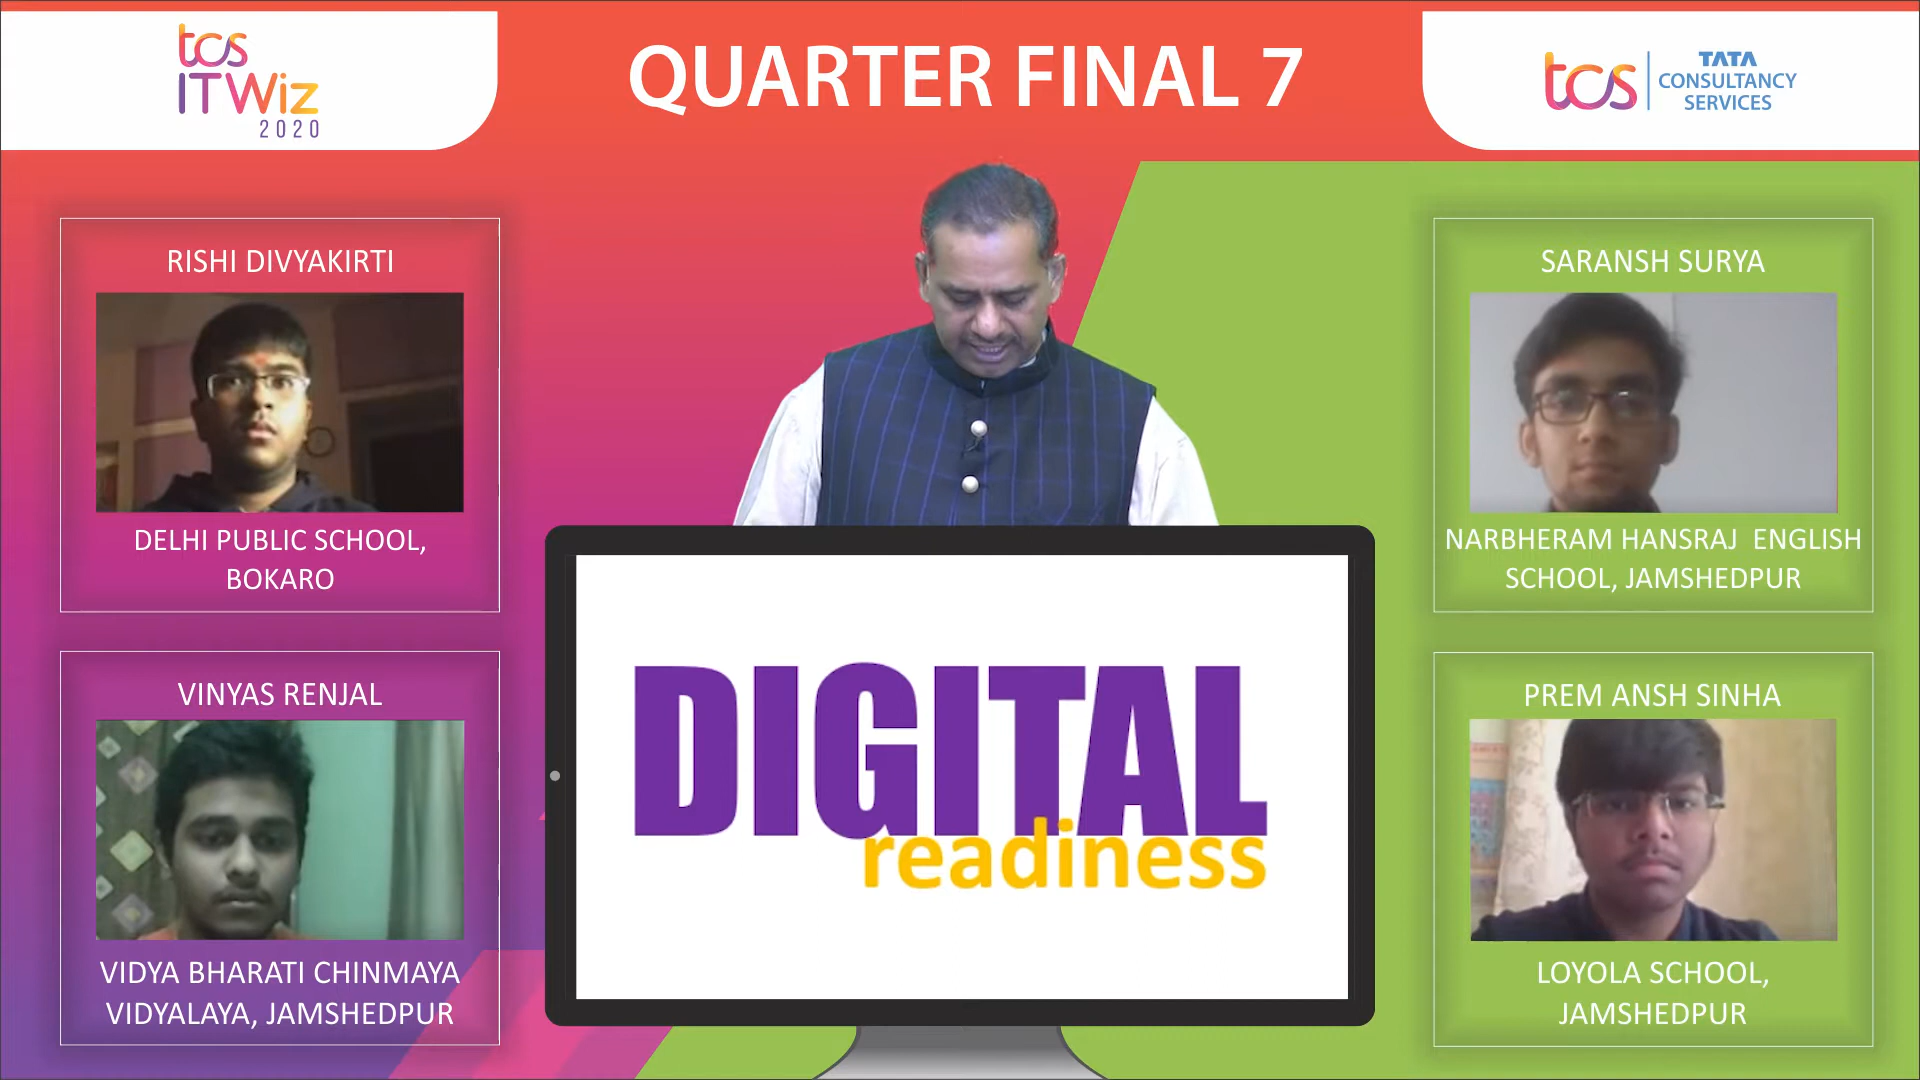 tcs
ITWiz
2020
QUARTER FINAL 7
tcs
TATA
CONSULTANCY
SERVICES
RISHI DIVYAKIRTI
DELHI PUBLIC SCHOOL,
BOKARO
SARANSH SURYA
NARBHERAM HANSRAJ ENGLISH
SCHOOL, JAMSHEDPUR
DIGITAL
readiness
VINYAS RENJAL
VIDYA BHARATI CHINMAYA
VIDYALAYA, JAMSHEDPUR
PREM ANSH SINHA
LOYOLA SCHOOL,
JAMSHEDPUR